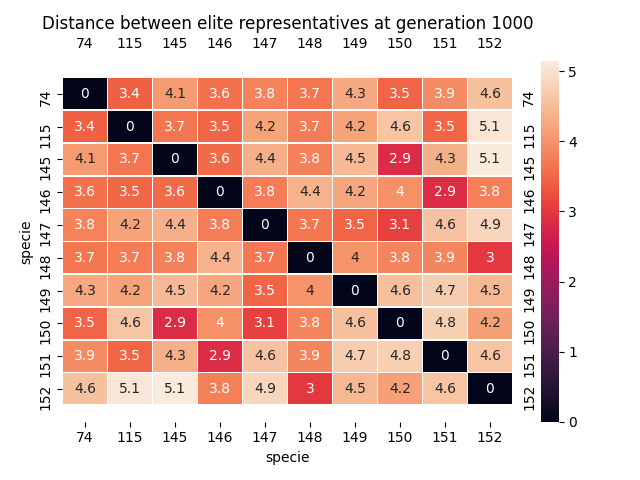 Distance between elite representatives at generation 1000
74 115 145 146 147 148 149 150 151 152
74 0 3.4 4.1 3.6 3.8 3.7 4.3 3.5 3.9 4.6 74
115 3.4 0 3.7 3.5 4.2 3.7 4.2 4.6 3.5 5.1 115
145 4.1 3.7 0 3.6 4.4 3.8 4.5 2.9 4.3 5.1 145
146 3.6 3.5 3.6 0 3.8 4.4 4.2 4 2.9 3.8 146
147 3.8 4.2 4.4 3.8 0 3.7 3.5 3.1 4.6 4.9 147
148 3.7 3.7 3.8 4.4 3.7 0 4 3.8 3.9 3 148
149 4.3 4.2 4.5 4.2 3.5 4 0 4.6 4.7 4.5 149
150 3.5 4.6 2.9 4 3.1 3.8 4.6 0 4.8 4.2 150
151 3.9 3.5 4.3 2.9 4.6 3.9 4.7 4.8 0 4.6 151
152 4.6 5.1 5.1 3.8 4.9 3 4.5 4.2 4.6 0 152
74 115 145 146 147 148 149 150 151 152
specie
specie
5
4
3
2
1
0